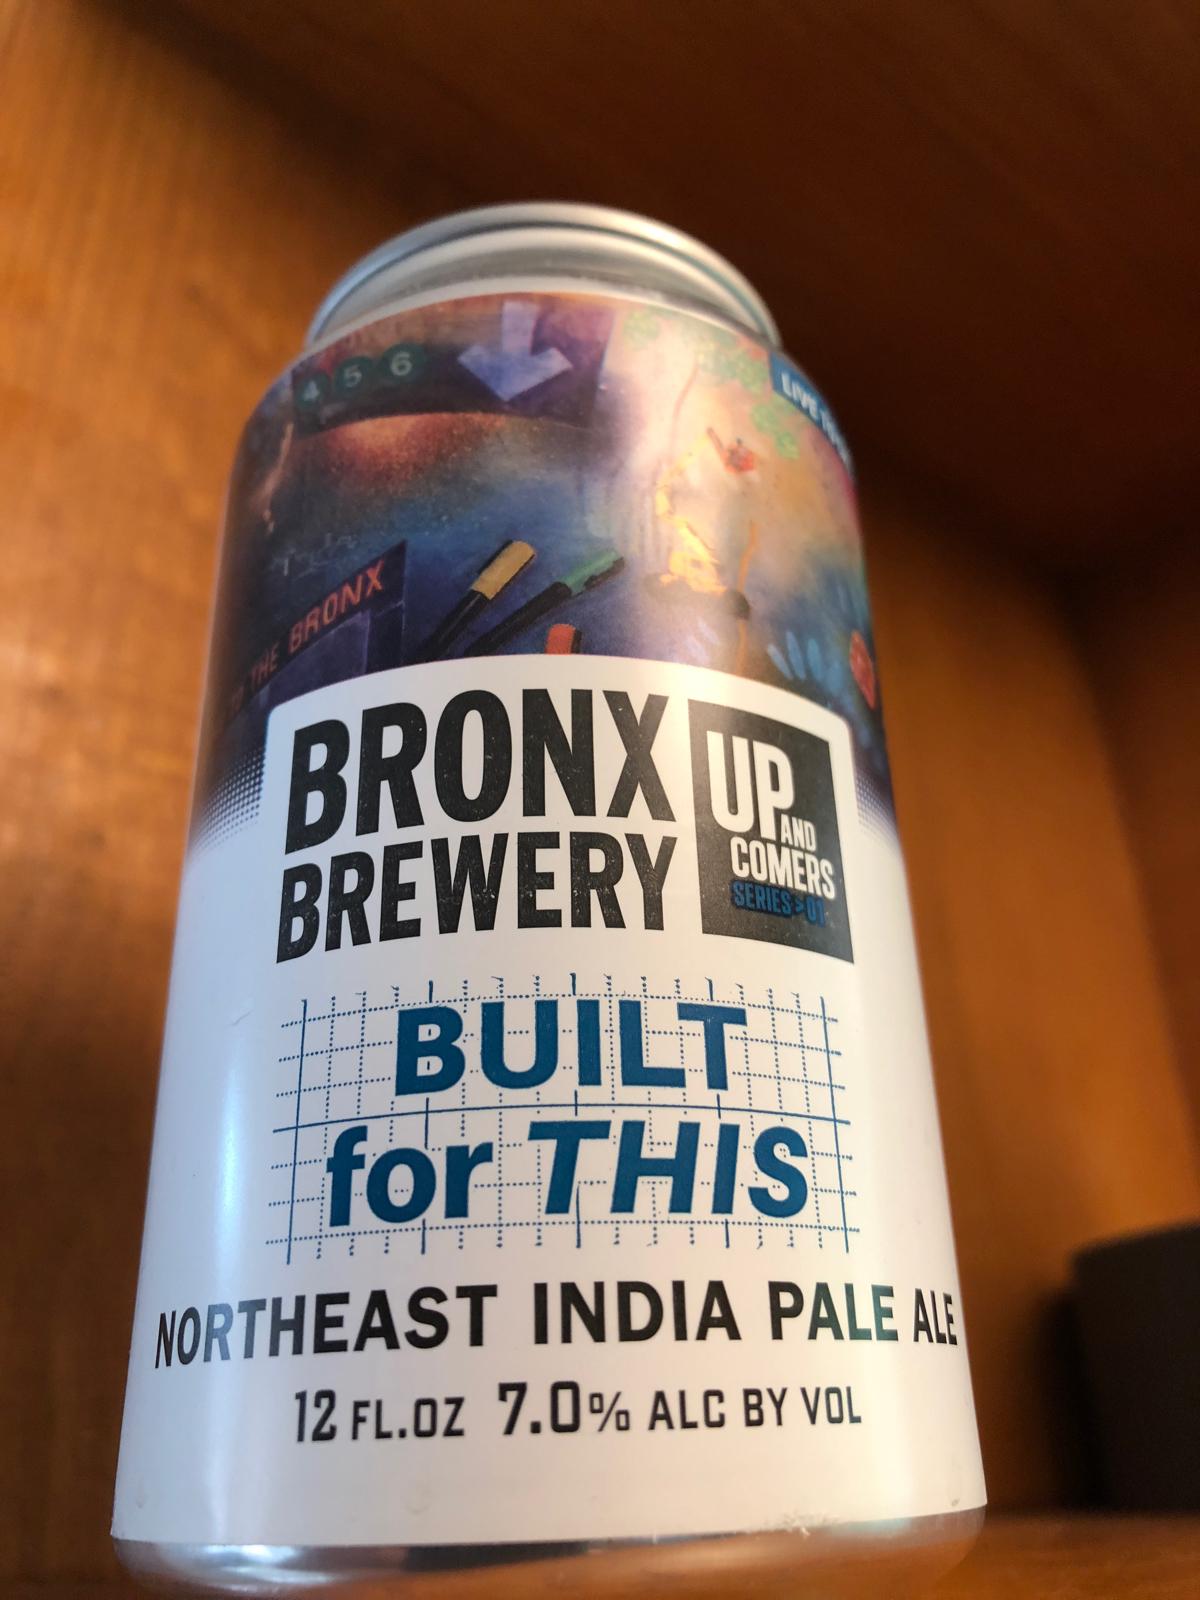 4 5 6
LIVE
THE BRONX
BRONX
BREWERY
UP
AND
COMERS
SERIES>01
BUILT
for THIS
NORTHEAST INDIA PALE ALE
12 FL.OZ 7.0% ALC BY VOL